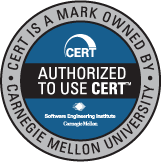 CERT IS A MARK OWNED BY
CERT
AUTHORIZED
TO USE CERT™
Software Engineering Institute
Carnegie Mellon
• CARNEGIE MELLON UNIVERSITY •